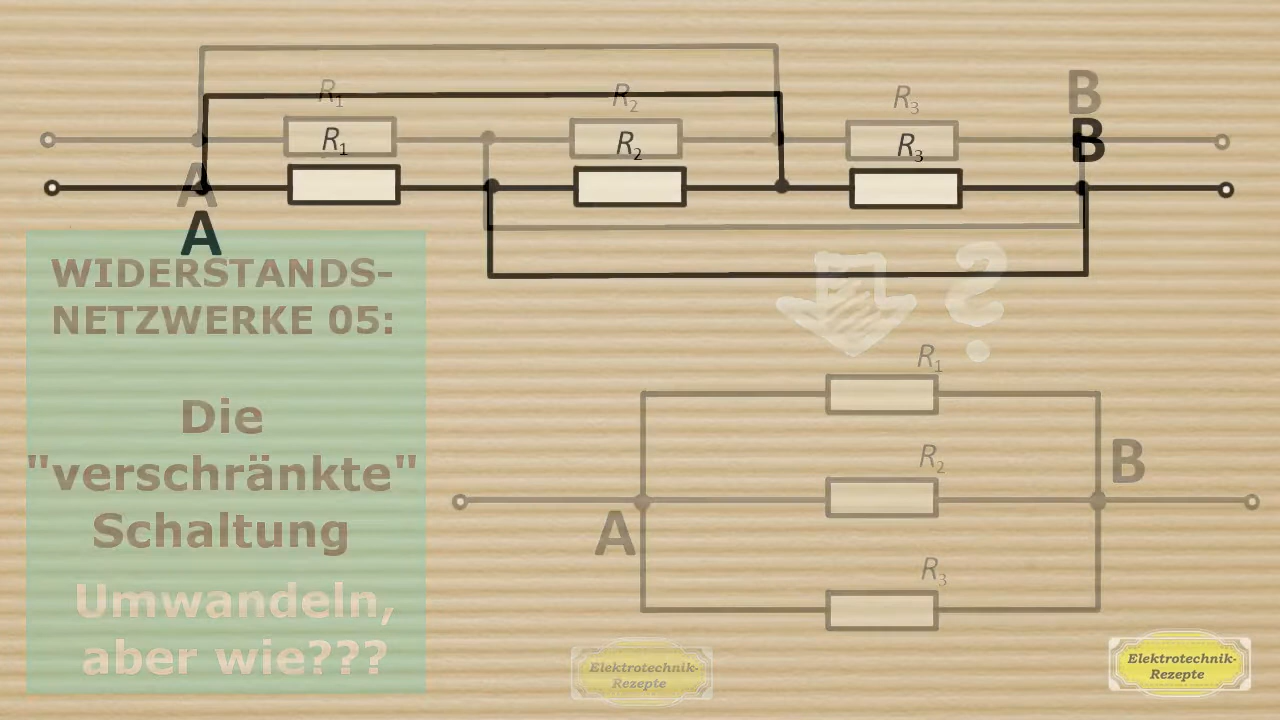 R1
R2
R3
B
R1
R2
R3
B
A
A
WIDERSTANDS-
NETZWERKE 05:
Die
"verschränkte"
Schaltung
Umwandeln,
aber wie???
?
R1
R2
B
A
R3
Elektrotechnik-
Rezepte
Elektrotechnik-
Rezepte